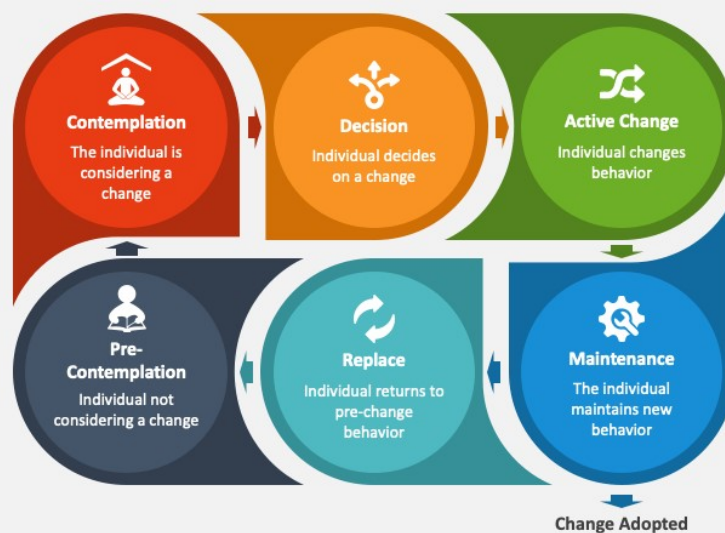 Contemplation
The individual is
considering a
change
Decision
Individual decides
on a change
Active Change
Individual changes
behavior
Pre-
Contemplation
Individual not
considering a change
Replace
Individual returns to
pre-change
behavior
Maintenance
The individual
maintains new
behavior
Change Adopted